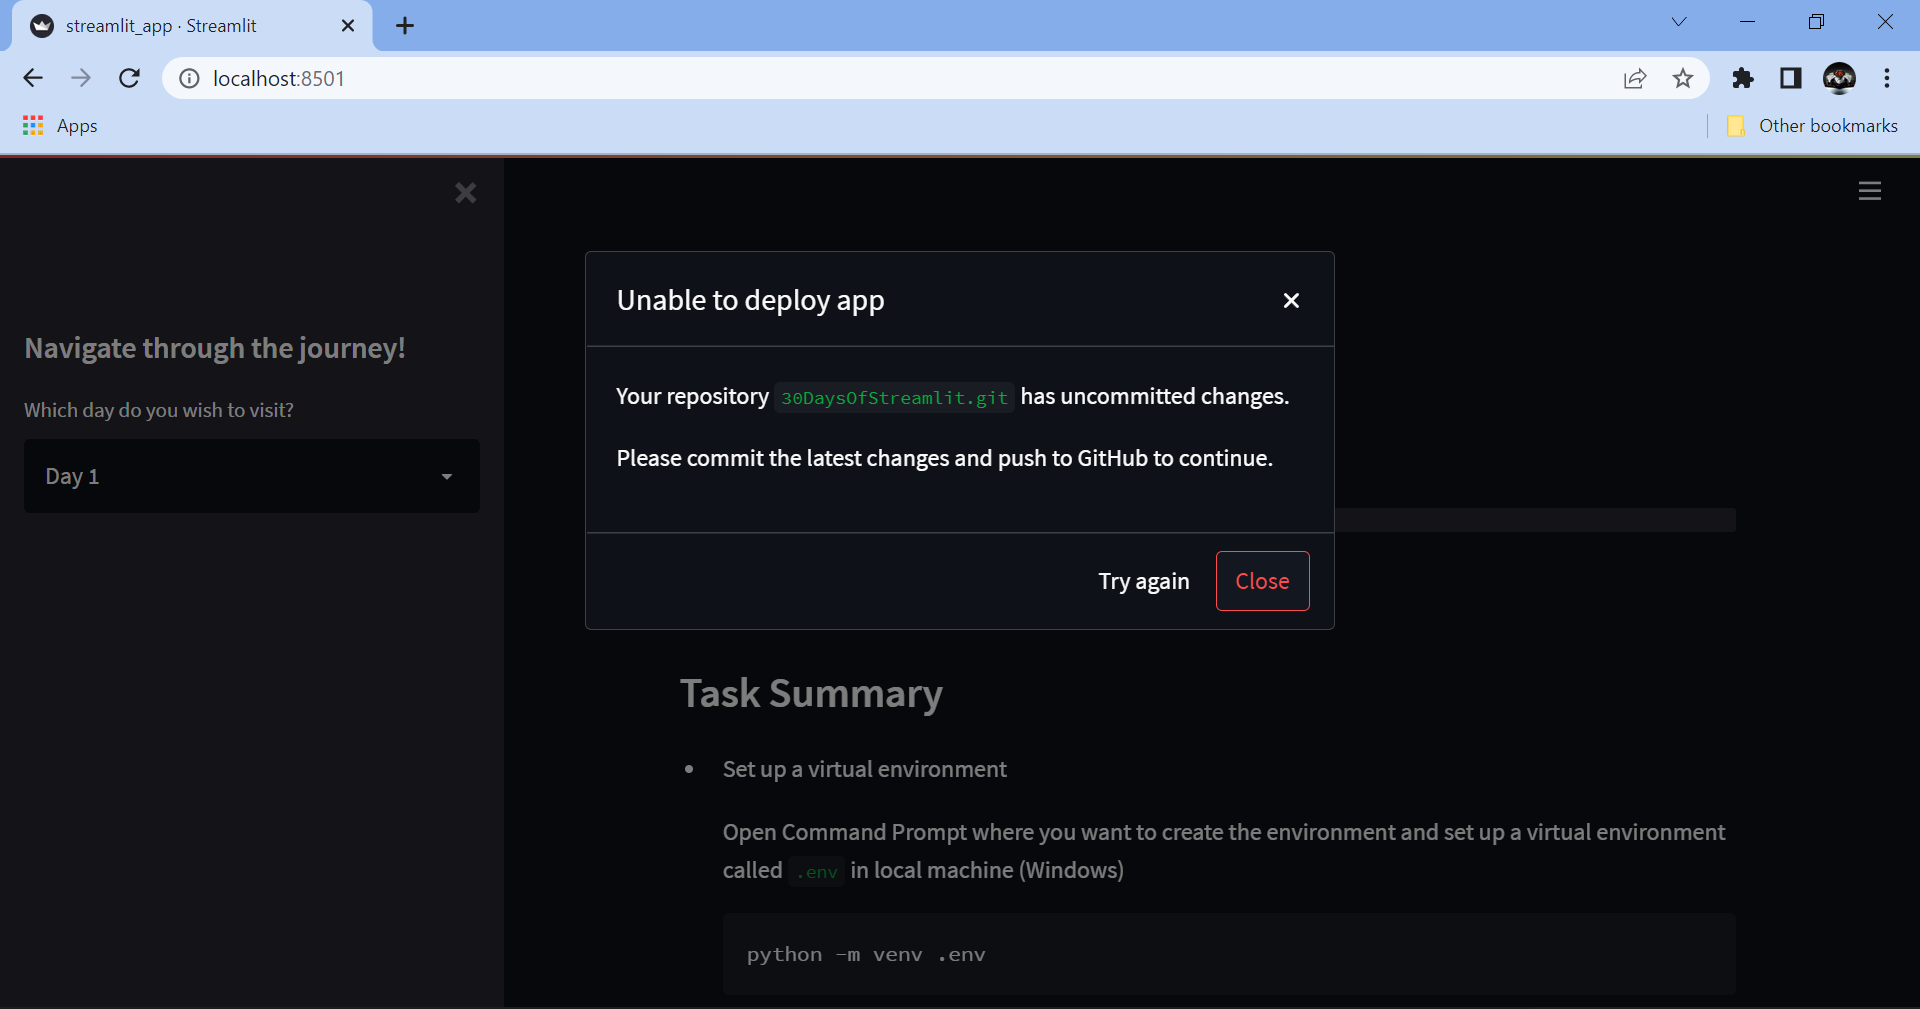 streamlit_app · Streamlit
localhost:8501
Apps
Other bookmarks
Navigate through the journey!
Which day do you wish to visit?
Day 1
Unable to deploy app
Your repository 30DaysOfStreamlit.git has uncommitted changes.
Please commit the latest changes and push to GitHub to continue.
Try again
Close
Task Summary
• Set up a virtual environment
Open Command Prompt where you want to create the environment and set up a virtual environment
called .env in local machine (Windows)
python -m venv .env